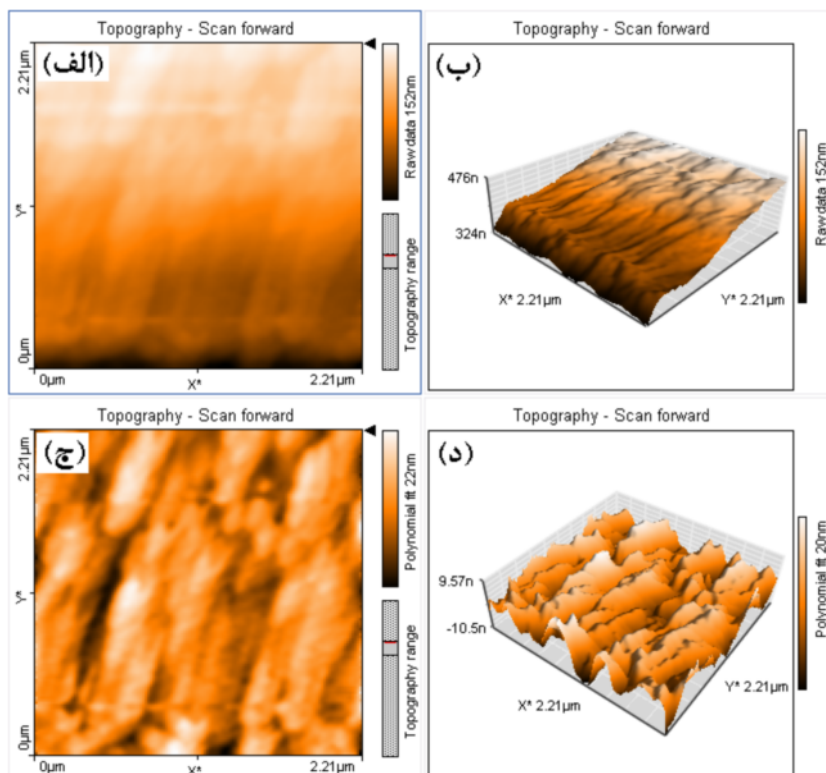 Topography - Scan forward
(الف)
2.21µm
Y*
0µm
0µm
X*
2.21µm
Raw data 152nm
Topography range
Topography - Scan forward
(ب)
476n
324n
X* 2.21µm
Y* 2.21µm
Raw data 152nm
Topography - Scan forward
(ج)
2.21µm
Y*
0µm
0µm
X*
2.21µm
Polynomial fit 22nm
Topography range
Topography - Scan forward
(د)
9.57n
-10.5n
X* 2.21µm
Y* 2.21µm
Polynomial fit 20nm